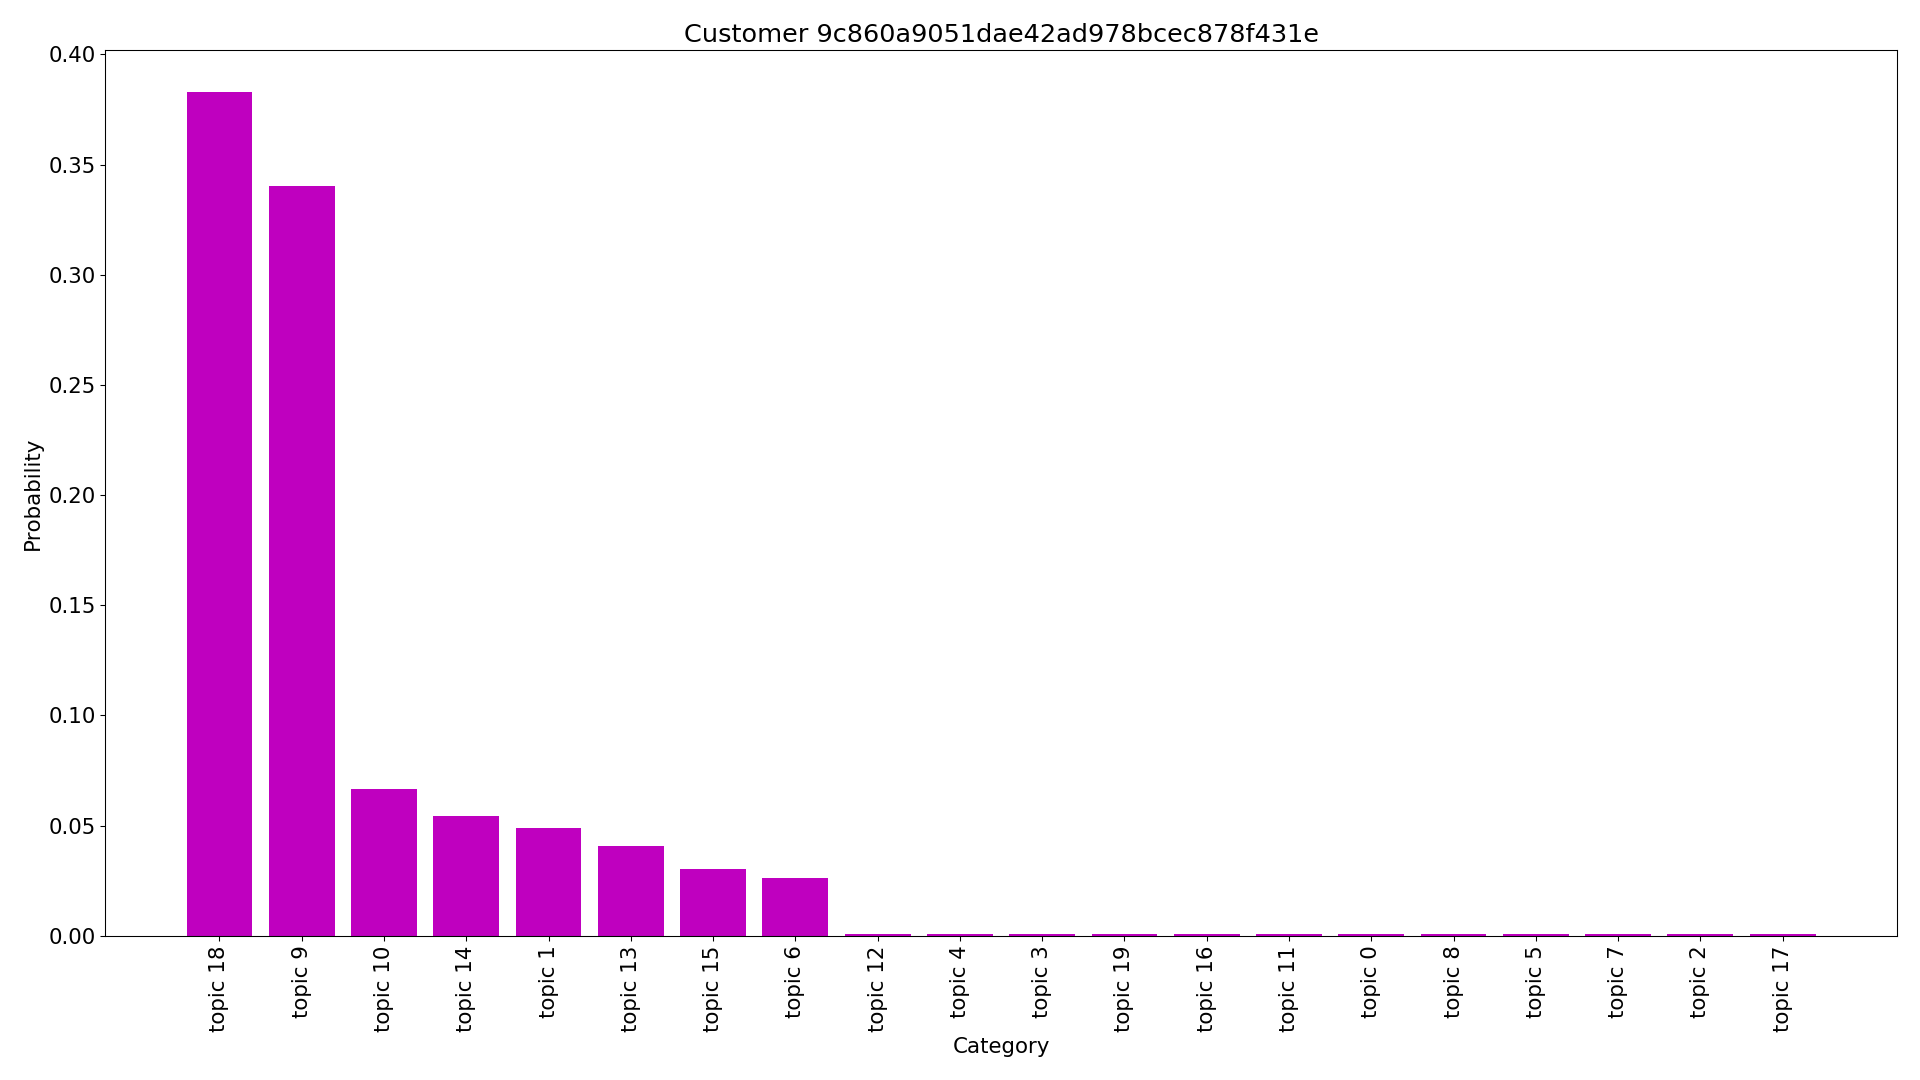 Customer 9c860a9051dae42ad978bcec878f431e
0.40
0.35
0.30
0.25
0.20
0.15
0.10
0.05
0.00
Probability
topic 18
topic 9
topic 10
topic 14
topic 1
topic 13
topic 15
topic 6
topic 12
topic 4
topic 3
topic 19
topic 16
topic 11
topic 0
topic 8
topic 5
topic 7
topic 2
topic 17
Category